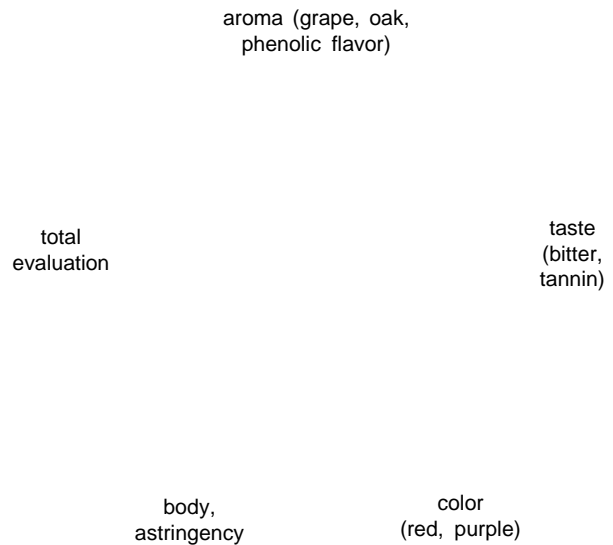 aroma (grape, oak,
phenolic flavor)
total
evaluation
taste
(bitter,
tannin)
body,
astringency
color
(red, purple)